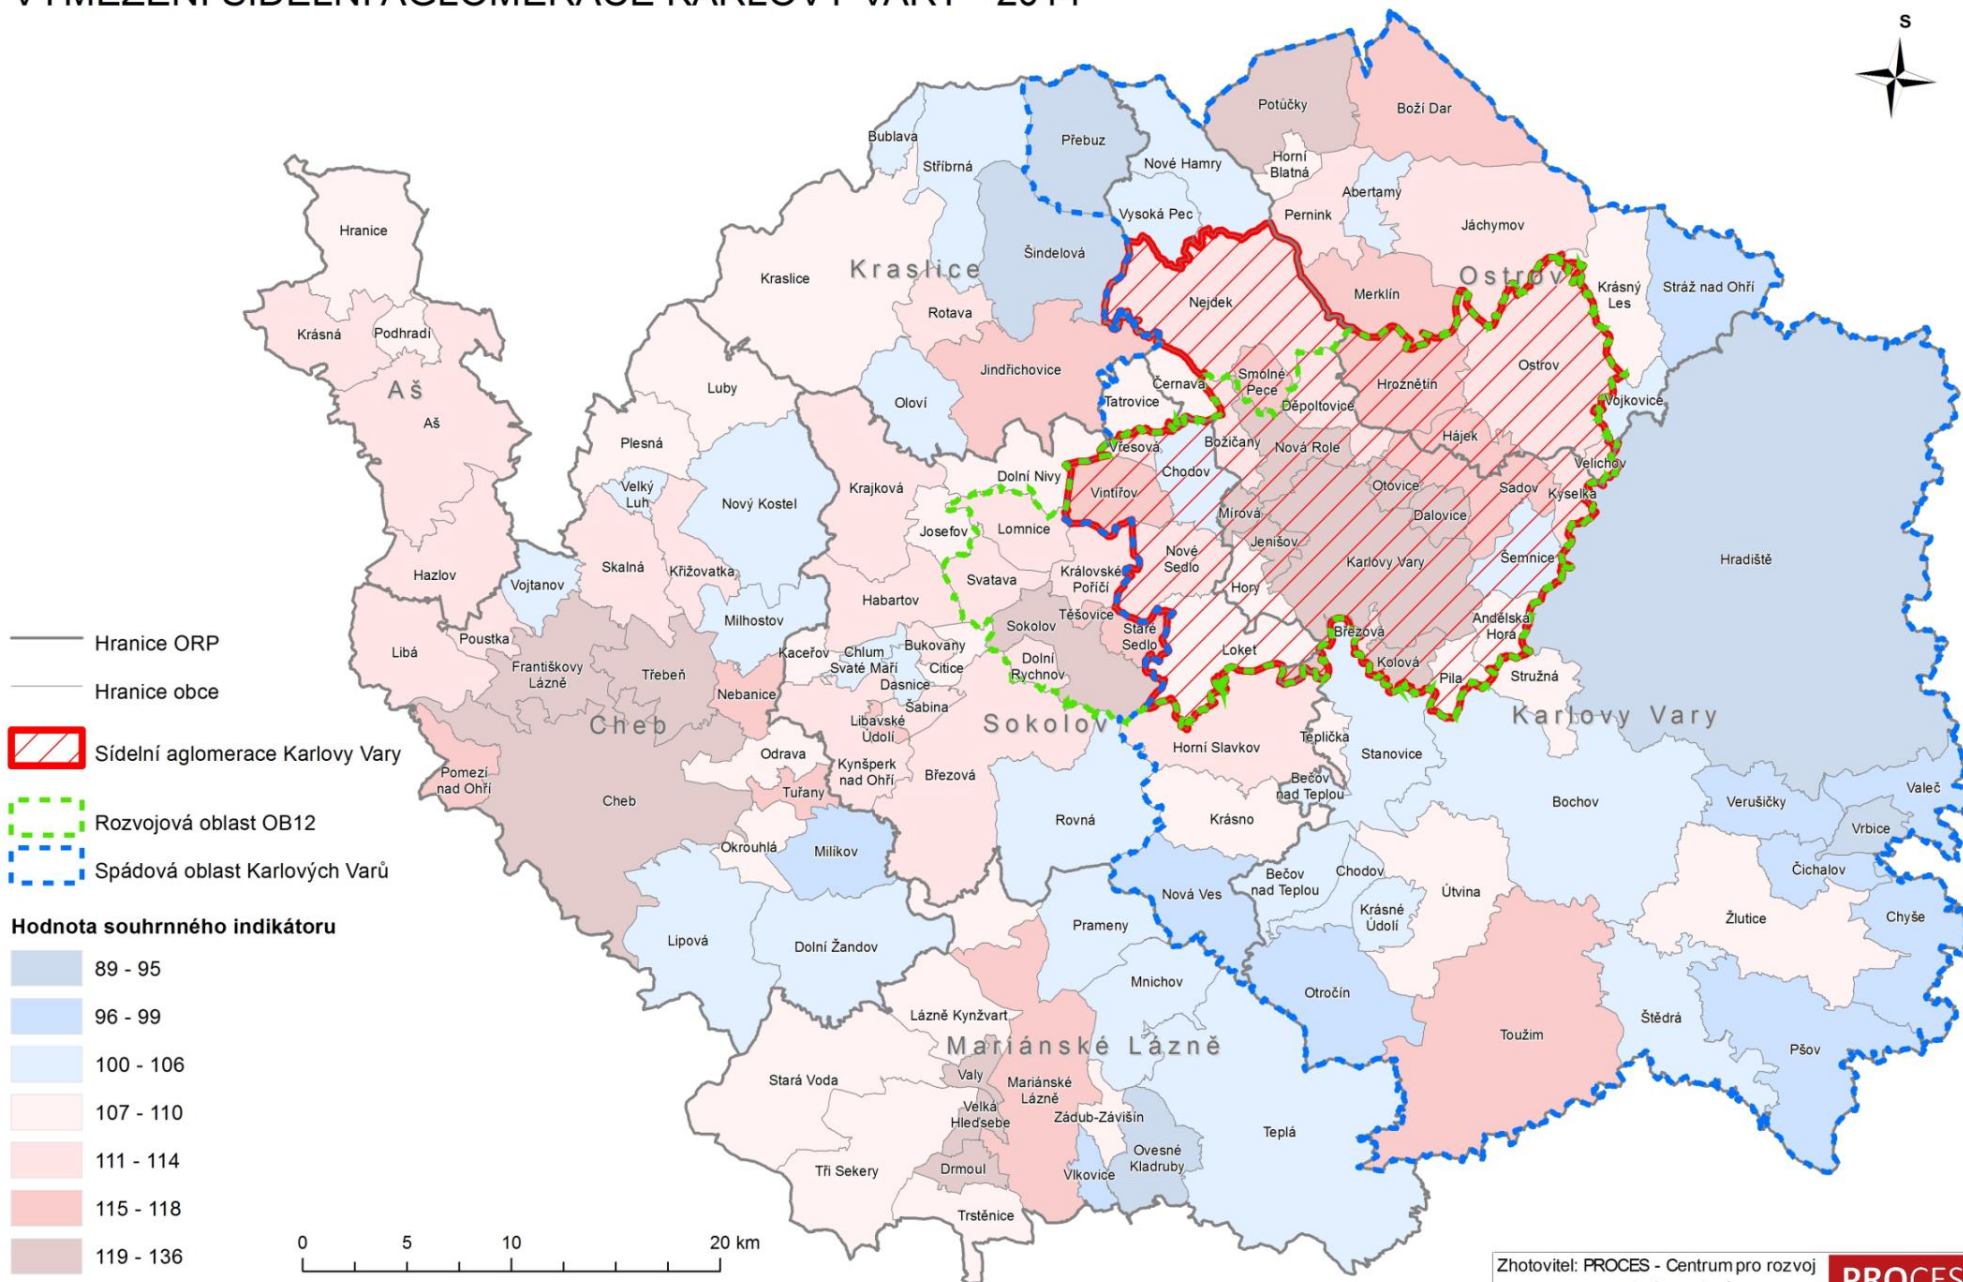 VYMEZENÍ SÍDELNÍ AGLOMERACE KARLOVY VARY - 2014
S
Potůčky
Boží Dar
Přebuz
Bublava
Stříbrná
Nové Hamry
Horní
Blatná
Abertamy
Vysoká Pec
Pernink
Jáchymov
Hranice
Šindelová
Kraslice
Kraslice
Ostrov
Krásný
Les
Stráž nad Ohří
Nejdek
Merklín
Rotava
Krásná
Podhradí
Aš
Aš
Jindřichovice
Luby
Oloví
Tatrovice
Černava
Smolné
Pece
Děpoltovice
Hroznětín
Ostrov
Vojkovice
Plesná
Velký
Luh
Nový Kostel
Krajková
Dolní Nivy
Vřesová
Božičany
Nová Role
Hájek
Velichov
Chodov
Vintířov
Otovice
Sadov
Kyselka
Josefov
Lomnice
Mírová
Dalovice
Jenišov
Hazlov
Vojtanov
Skalná
Křižovatka
Svatava
Královské
Poříčí
Nové
Sedlo
Karlovy Vary
Šemnice
Hradiště
Hory
Habartov
Milhostov
Těšovice
Sokolov
Staré
Sedlo
Březová
Andělská
Hora
Loket
Kolová
Pila
Stružná
Libá
Poustka
Františkovy
Lázně
Třebeň
Nebanice
Kaceřov
Chlum
Svaté Maří
Bukovany
Citice
Dasnice
Šabina
Dolní
Rychnov
Libavské
Údolí
Cheb
Sokolov
Karlovy Vary
Horní Slavkov
Teplička
Stanovice
Odrava
Kynšperk
nad Ohří
Březová
Pomezí
nad Ohří
Cheb
Tuřany
Bečov
nad Teplou
Bochov
Verušičky
Valeč
Vrbice
Rovná
Krásno
Okrouhlá
Milíkov
Nová Ves
Bečov
nad Teplou
Chodov
Útvina
Čichalov
Krásné
Údolí
Žlutice
Chyše
Lipová
Dolní Žandov
Prameny
Mnichov
Otročín
Lázně Kynžvart
Mariánské Lázně
Toužim
Štědrá
Pšov
Stará Voda
Valy
Mariánské
Lázně
Velká
Hleďsebe
Zádub-Závišín
Teplá
Tři Sekery
Drmoul
Vlkovice
Ovesné
Kladruby
Trstěnice
Hranice ORP
Hranice obce
Sídelní aglomerace Karlovy Vary
Rozvojová oblast OB12
Spádová oblast Karlových Varů
Hodnota souhrnného indikátoru
89 - 95
96 - 99
100 - 106
107 - 110
111 - 114
115 - 118
119 - 136
0 5 10 20 km
Zhotovitel: PROCES - Centrum pro rozvoj
PROCES